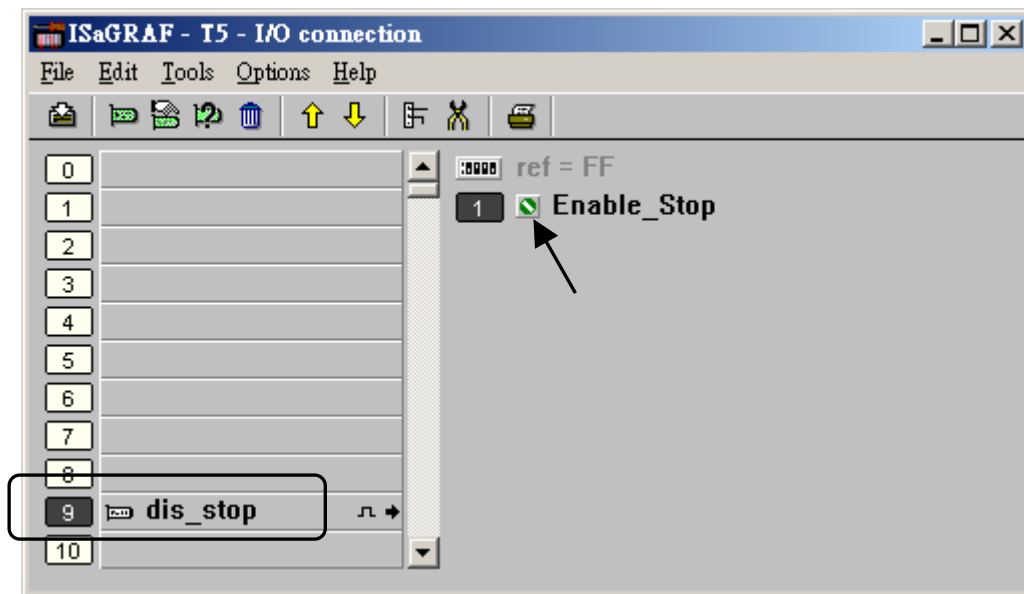 ISaGRAF - T5 - I/O connection
File Edit Tools Options Help
0
1
2
3
4
5
6
7
8
9 dis_stop
10
ref = FF
1 Enable_Stop